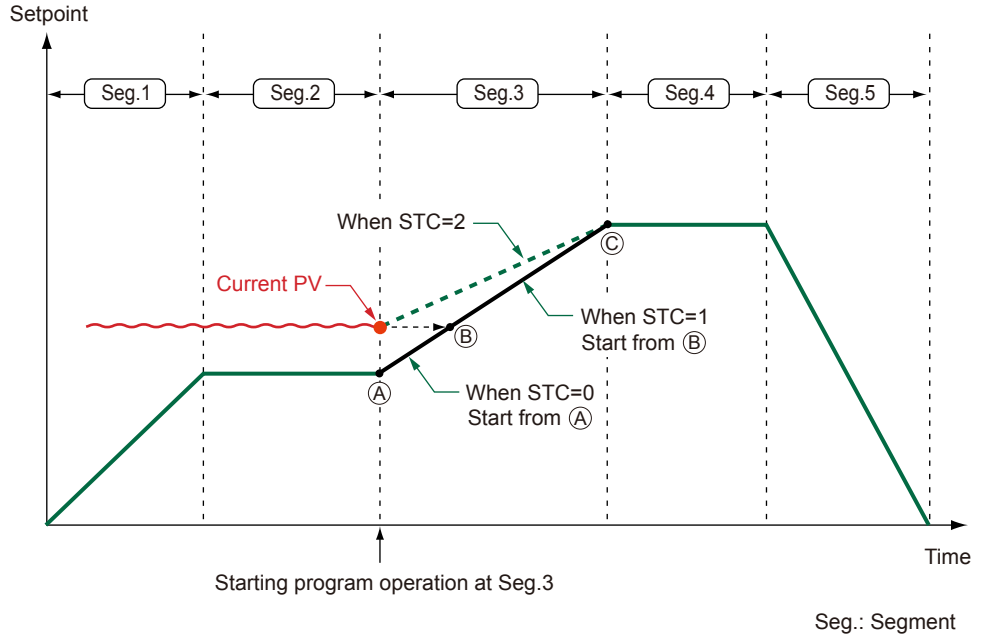 Setpoint
Seg.1
Seg.2
Seg.3
Seg.4
Seg.5
When STC=2
Ⓒ
Current PV
Ⓑ
When STC=1
Start from Ⓑ
Ⓐ
When STC=0
Start from Ⓐ
Time
Starting program operation at Seg.3
Seg.: Segment